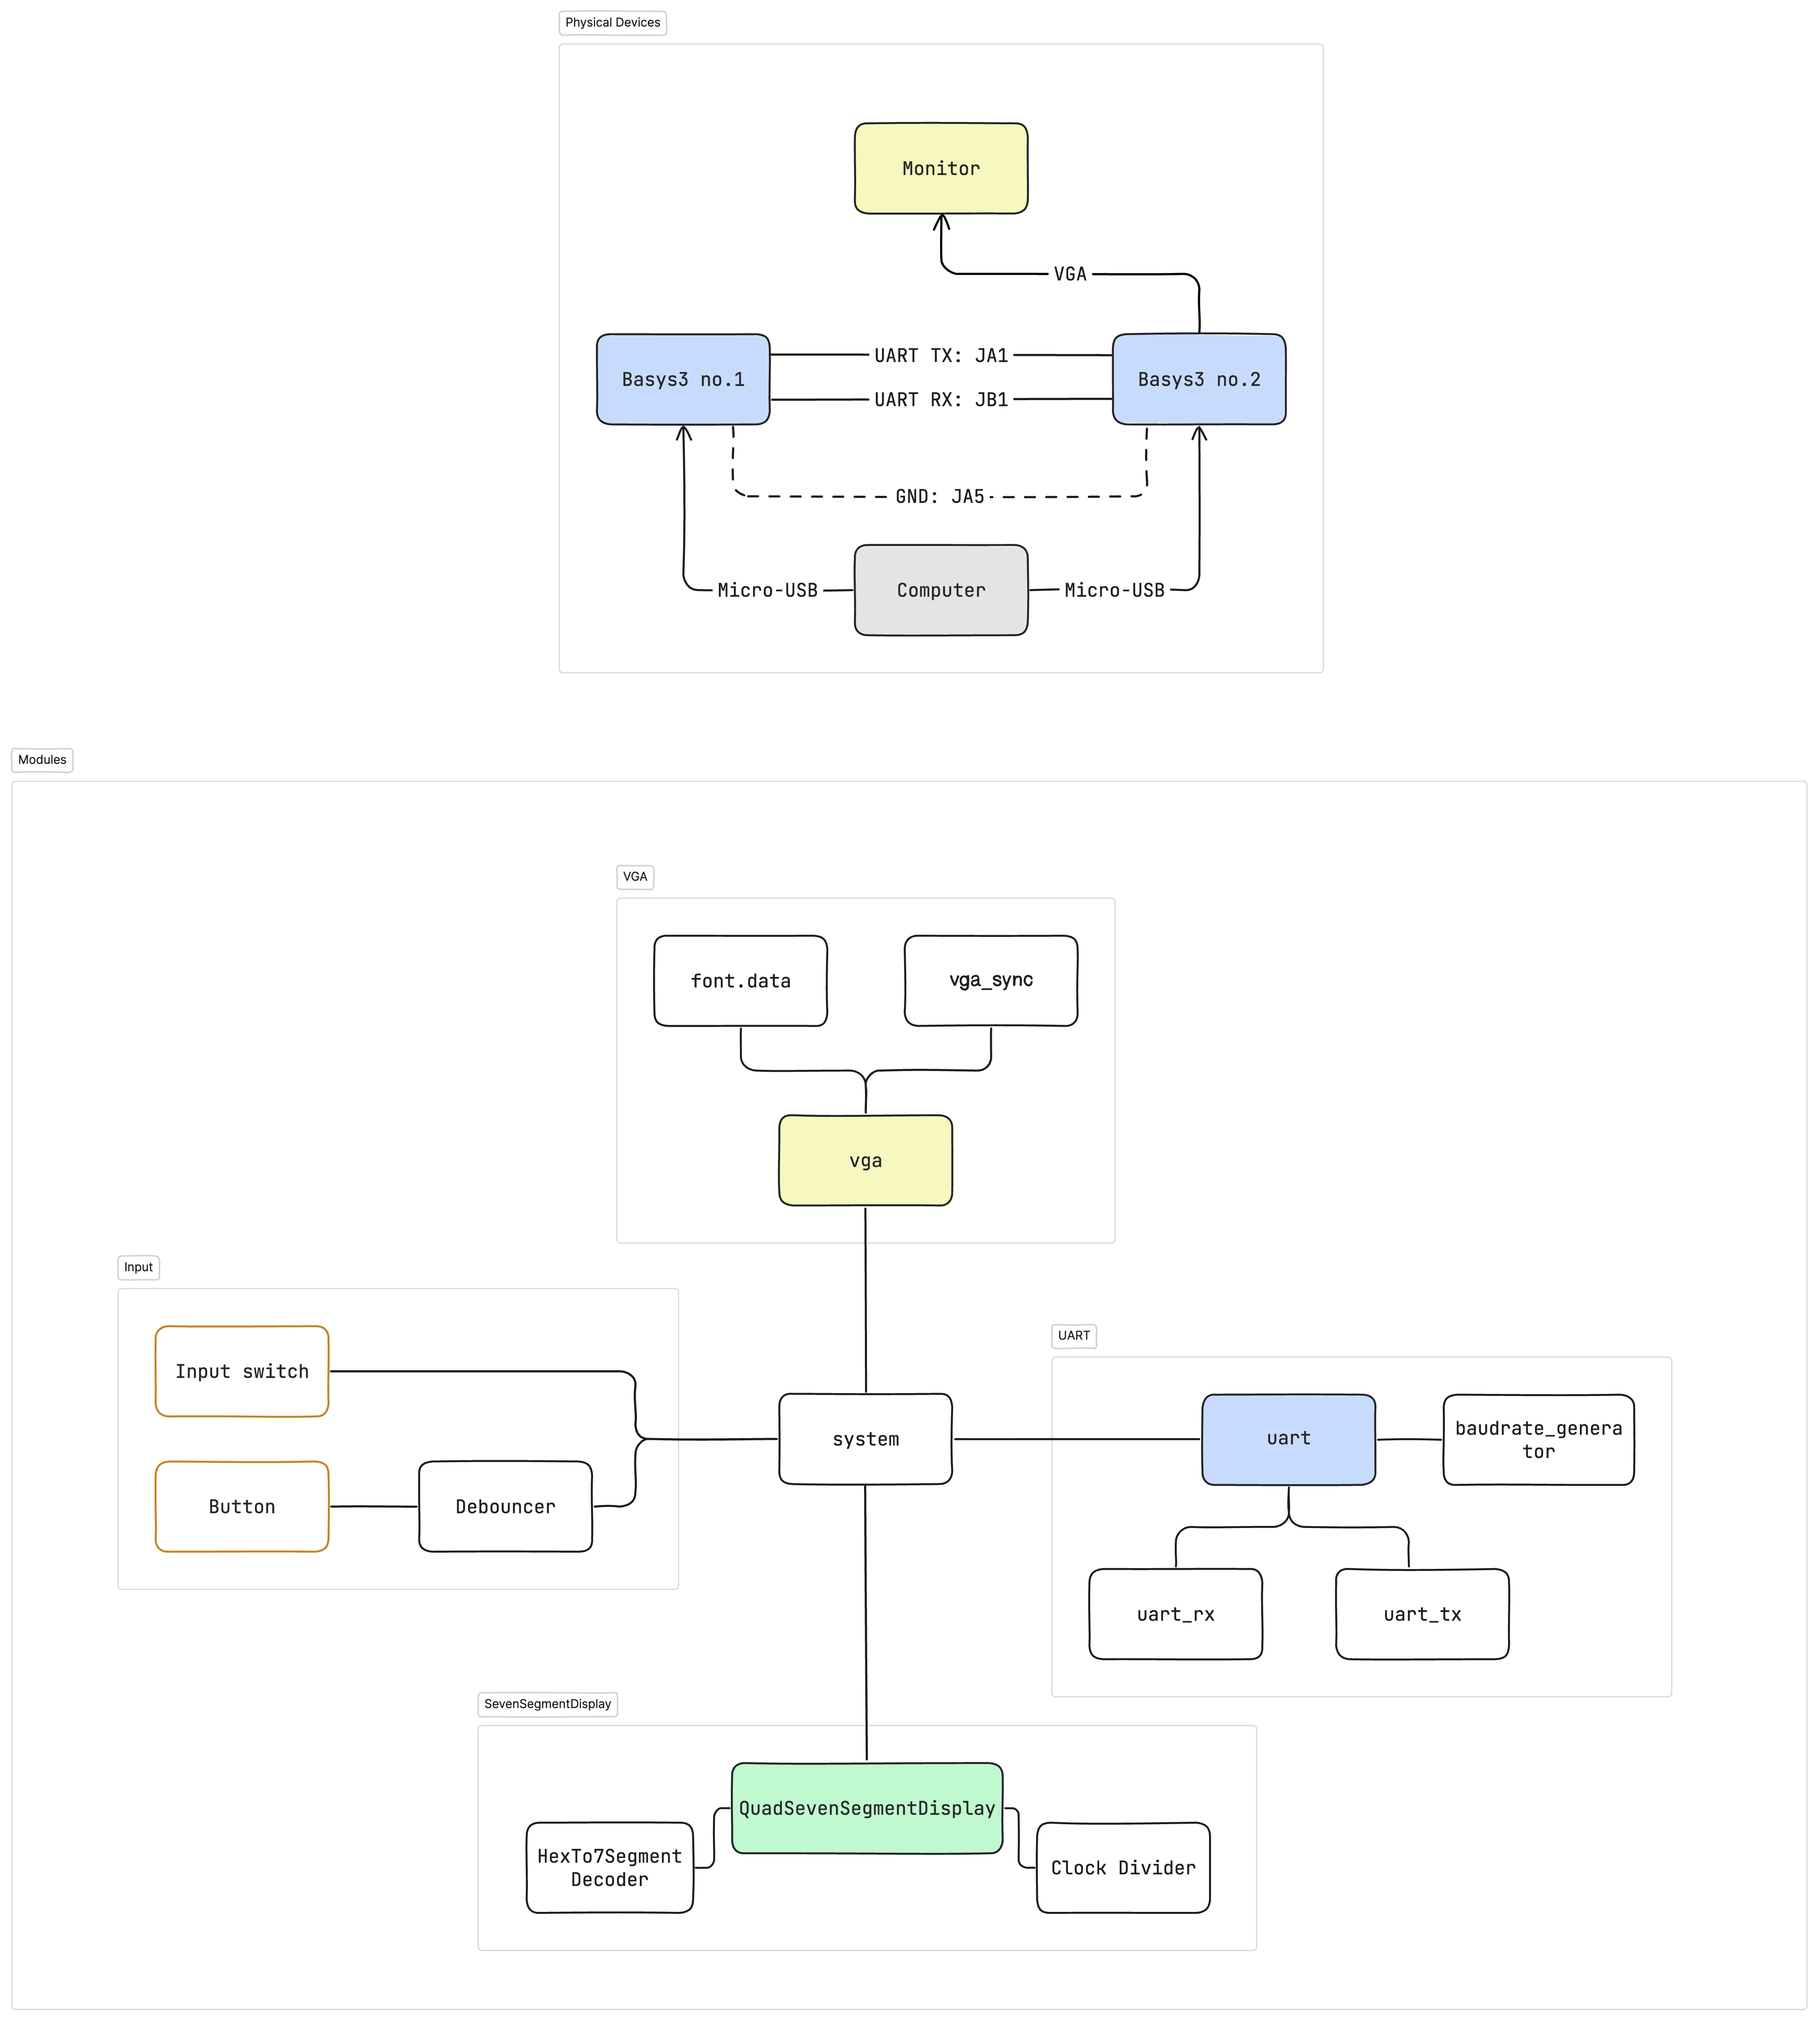 Physical Devices
Monitor
VGA
Basys3 no.1
UART TX: JA1
UART RX: JB1
Basys3 no.2
GND: JA5
Micro-USB
Computer
Micro-USB
Modules
VGA
font.data
vga_sync
vga
Input
Input switch
Button
Debouncer
system
UART
uart
baudrate_genera
tor
uart_rx
uart_tx
SevenSegmentDisplay
QuadSevenSegmentDisplay
HexTo7Segment
Decoder
Clock Divider